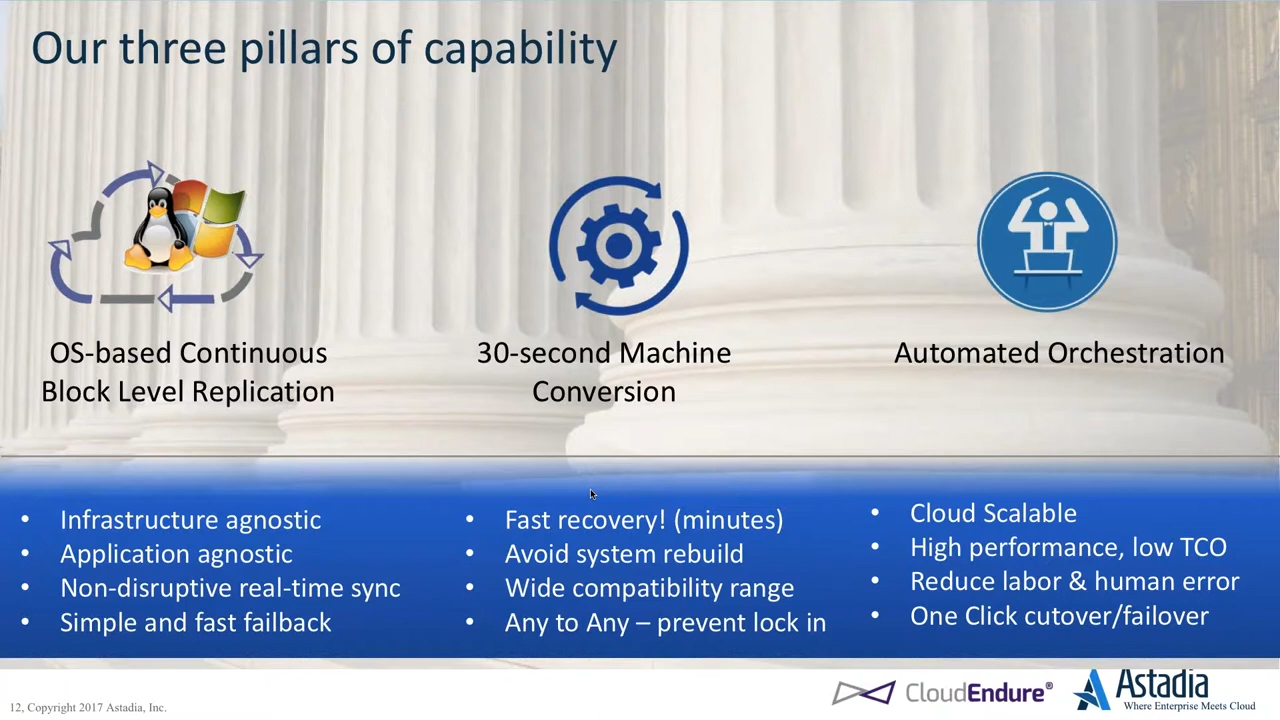 Our three pillars of capability
OS-based Continuous
Block Level Replication
30-second Machine
Conversion
Automated Orchestration
• Infrastructure agnostic
• Application agnostic
• Non-disruptive real-time sync
• Simple and fast failback
• Fast recovery! (minutes)
• Avoid system rebuild
• Wide compatibility range
• Any to Any – prevent lock in
• Cloud Scalable
• High performance, low TCO
• Reduce labor & human error
• One Click cutover/failover
12, Copyright 2017 Astadia, Inc.
CloudEndure®
Astadia
Where Enterprise Meets Cloud